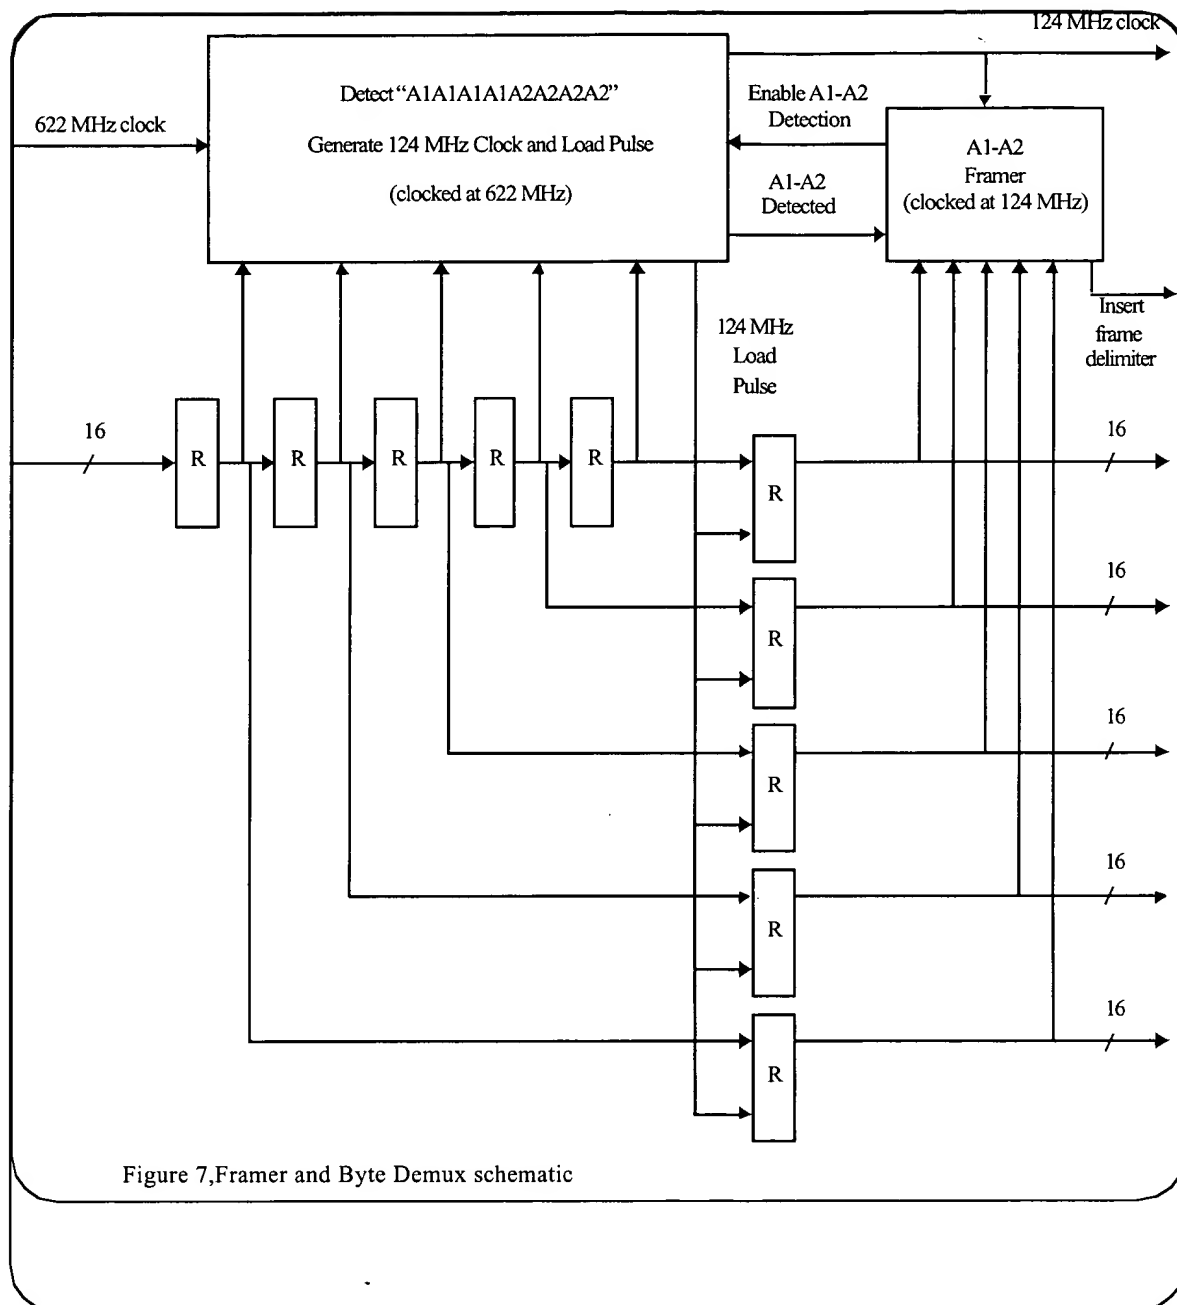 124 MHz clock
Detect “A1A1A1A1A2A2A2A2”
Generate 124 MHz Clock and Load Pulse
(clocked at 622 MHz)
622 MHz clock
Enable A1-A2
Detection
A1-A2
Detected
A1-A2
Framer
(clocked at 124 MHz)
Insert
frame
delimiter
124 MHz
Load
Pulse
16
R
R
R
R
R
R
16
R
16
R
16
R
16
R
16
Figure 7,Framer and Byte Demux schematic